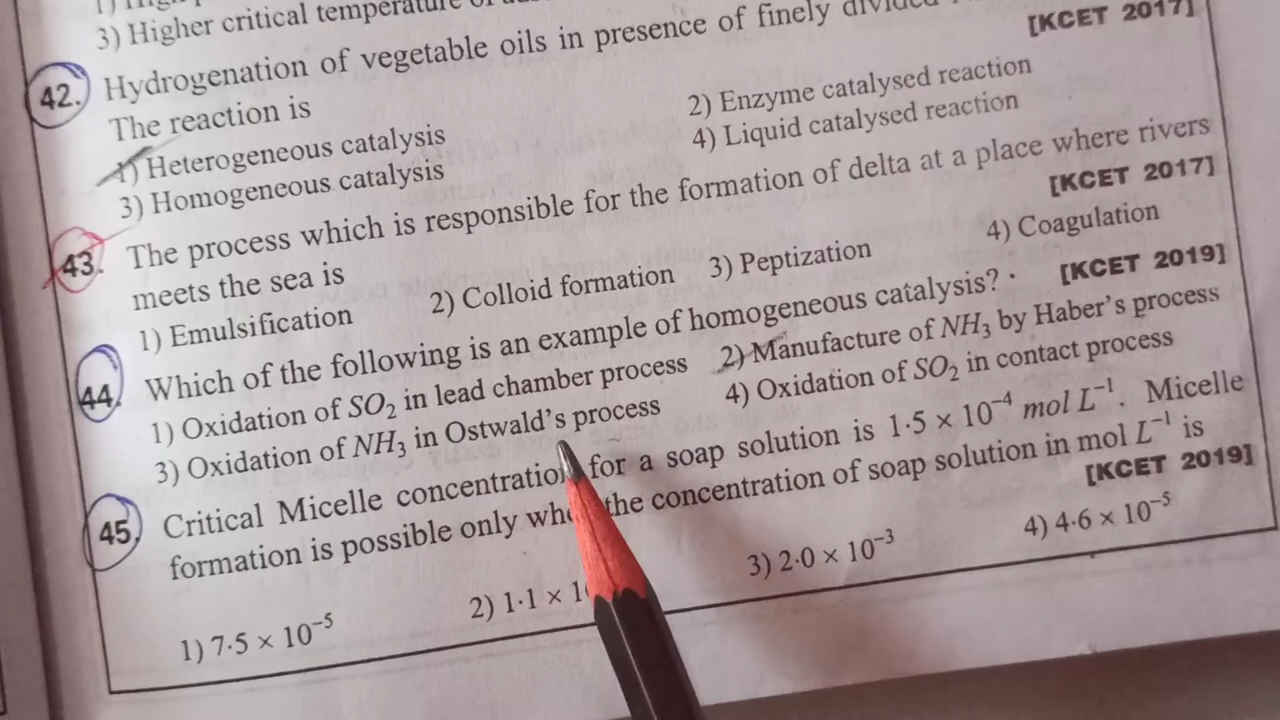 3) Higher critical temperature
[KCET 2017]
42. Hydrogenation of vegetable oils in presence of finely
The reaction is
1) Heterogeneous catalysis 2) Enzyme catalysed reaction
3) Homogeneous catalysis 4) Liquid catalysed reaction
43. The process which is responsible for the formation of delta at a place where rivers
meets the sea is [KCET 2017]
1) Emulsification 2) Colloid formation 3) Peptization 4) Coagulation
44. Which of the following is an example of homogeneous catalysis? [KCET 2019]
1) Oxidation of SO₂ in lead chamber process 2) Manufacture of NH₃ by Haber's process
3) Oxidation of NH₃ in Ostwald's process 4) Oxidation of SO₂ in contact process
45. Critical Micelle concentration for a soap solution is 1·5 × 10⁻⁴ mol L⁻¹. Micelle
formation is possible only the concentration of soap solution in mol L⁻¹ is
[KCET 2019]
1) 7·5 × 10⁻⁵ 2) 1·1 × 3) 2·0 × 10⁻³ 4) 4·6 × 10⁻⁵